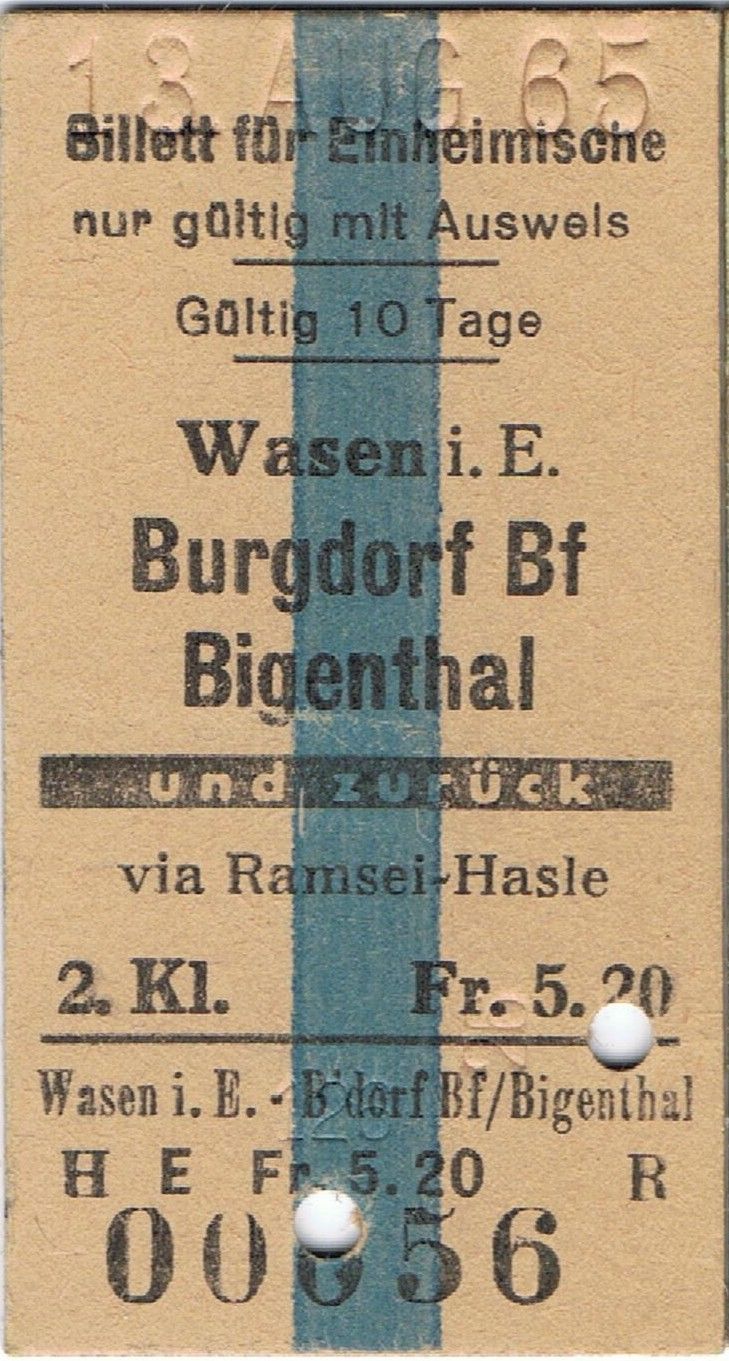 13. AUG 65
Billett für Einheimische
nur gültig mit Ausweis
Gültig 10 Tage
Wasen i. E.
Burgdorf Bf
Bigenthal
und zurück
via Ramsei-Hasle
2. Kl. Fr. 5.20
Wasen i. E. - B'dorf Bf/Bigenthal
H E Fr. 5.20 R
00056